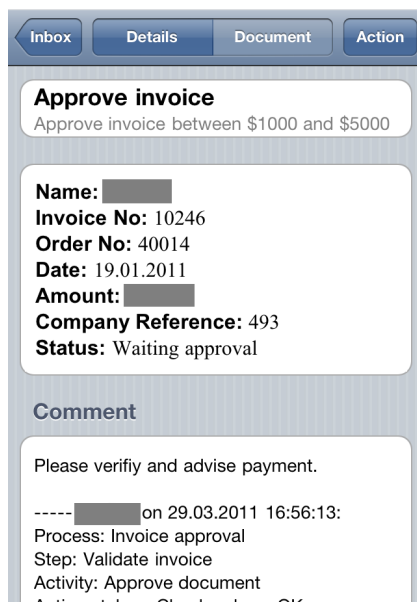 Inbox
Details
Document
Action
Approve invoice
Approve invoice between $1000 and $5000
Name:
Invoice No: 10246
Order No: 40014
Date: 19.01.2011
Amount:
Company Reference: 493
Status: Waiting approval
Comment
Please verifiy and advise payment.
-----
on 29.03.2011 16:56:13:
Process: Invoice approval
Step: Validate invoice
Activity: Approve document